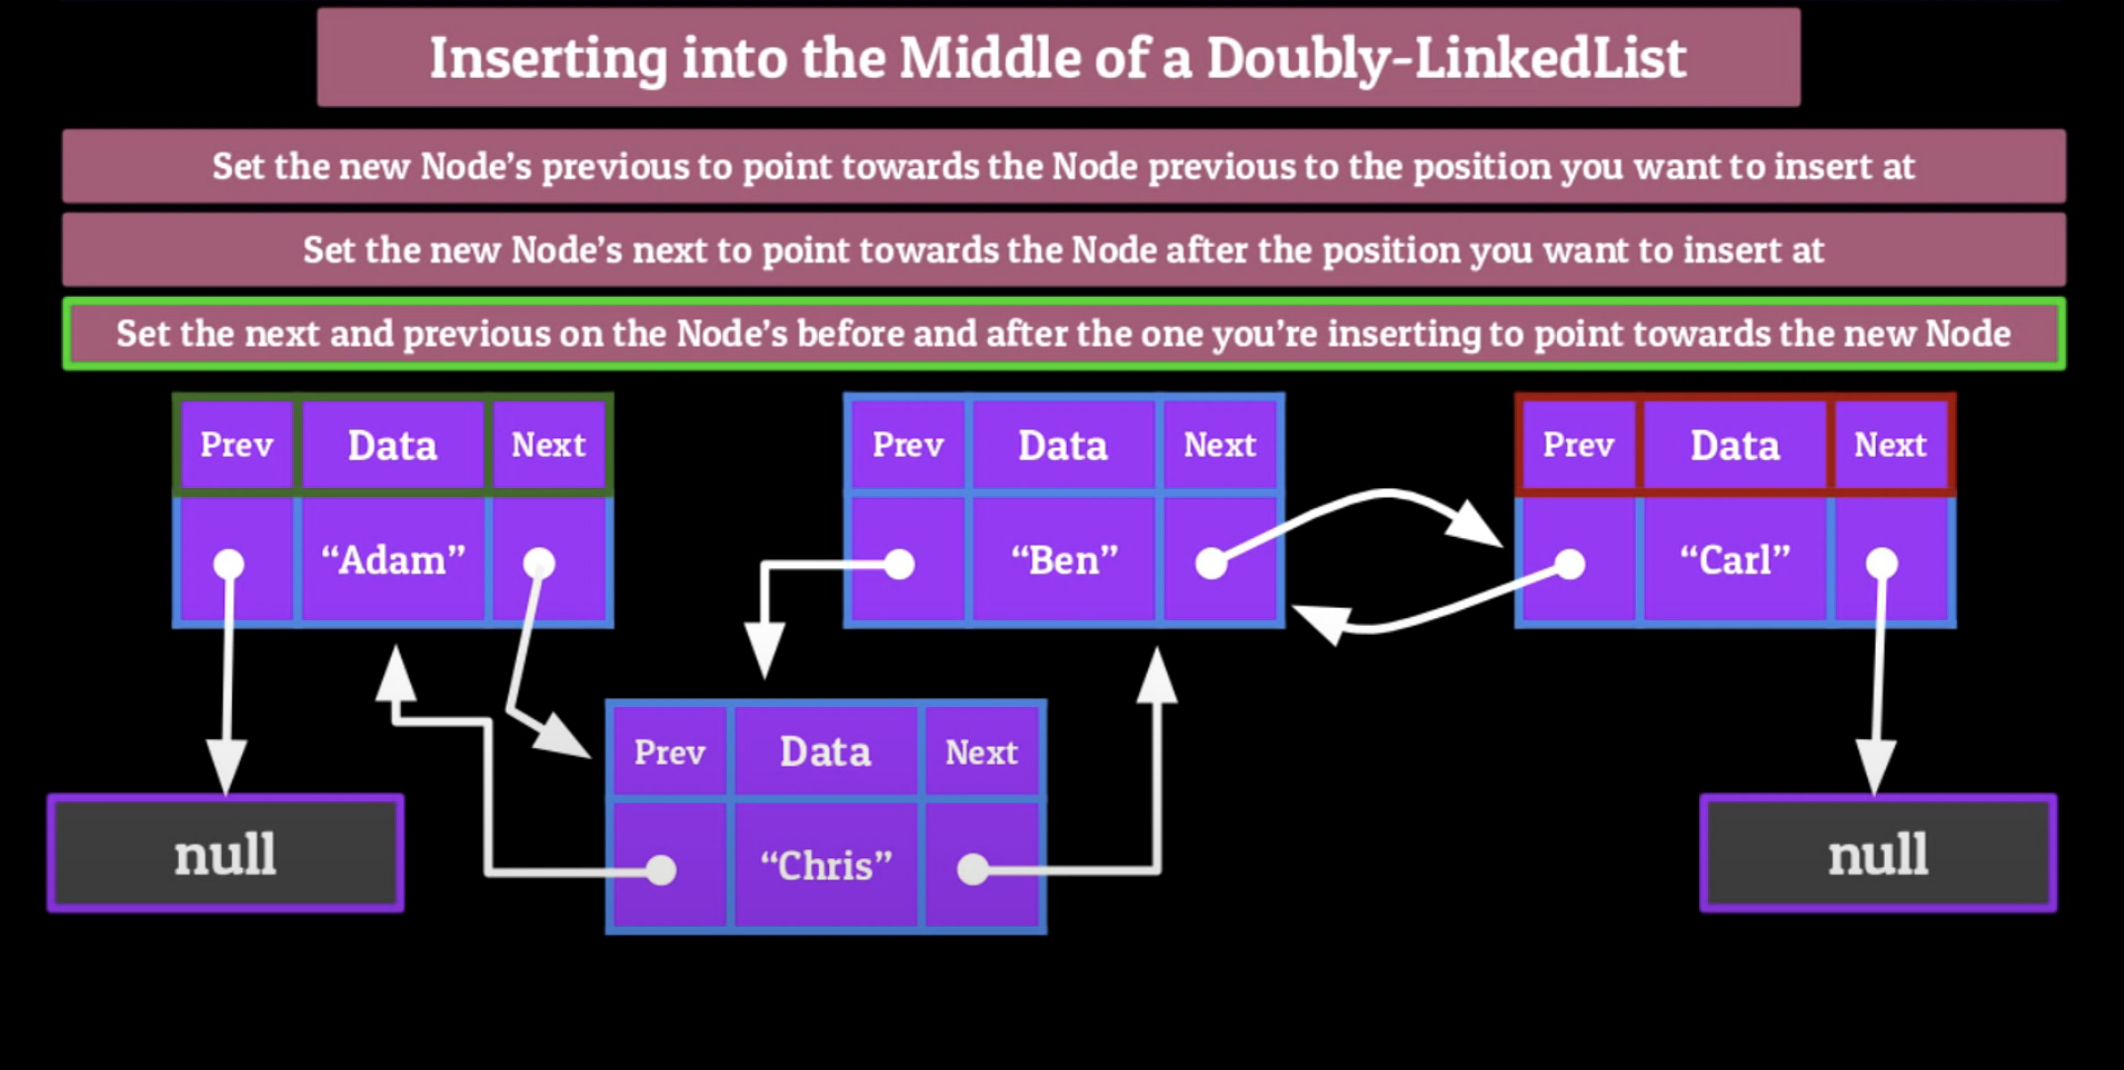 Inserting into the Middle of a Doubly-LinkedList
Set the new Node’s previous to point towards the Node previous to the position you want to insert at
Set the new Node’s next to point towards the Node after the position you want to insert at
Set the next and previous on the Node’s before and after the one you’re inserting to point towards the new Node
Prev Data Next
“Adam”
Prev Data Next
“Ben”
Prev Data Next
“Carl”
Prev Data Next
“Chris”
null
null